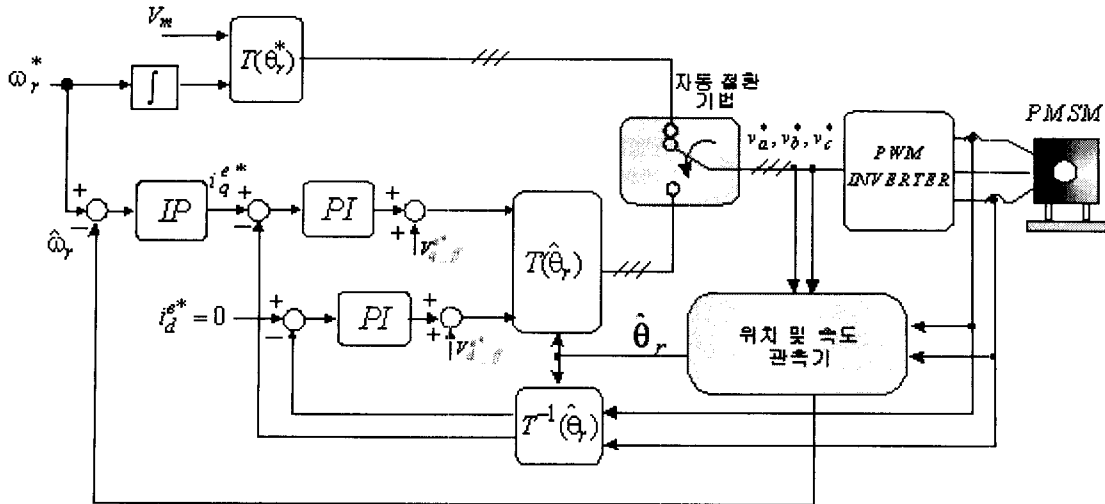 V_m
ω_r^*
∫
T(θ_r^*)
자동 절환
기법
v_a^*, v_b^*, v_c^*
PWM
INVERTER
PMSM
+
-
ω̂_r
IP
i_q^{e*}
+
-
PI
+
+
T(θ̂_r)
i_d^{e*} = 0
+
-
PI
+
+
θ̂_r
위치 및 속도
관측기
T^{-1}(θ̂_r)